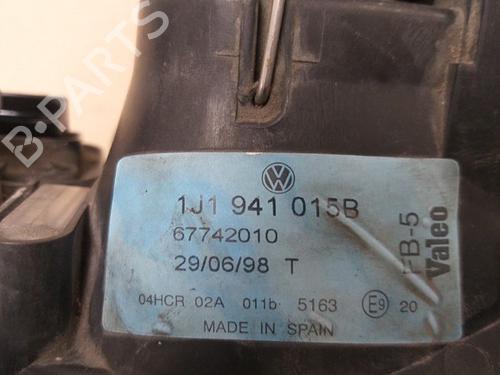 B-PARTS
1J1 941 015B
67742010
29/06/98 T
04HCR 02A 011b 5163 E9 20
MADE IN SPAIN
FB-5
Valeo